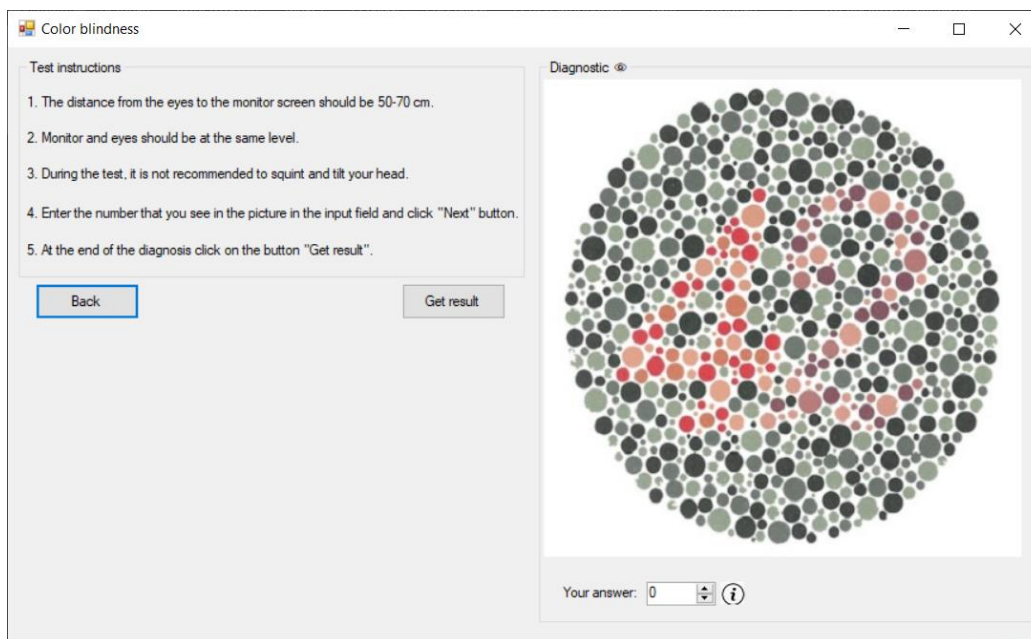 Color blindness
Test instructions
1. The distance from the eyes to the monitor screen should be 50-70 cm.
2. Monitor and eyes should be at the same level.
3. During the test, it is not recommended to squint and tilt your head.
4. Enter the number that you see in the picture in the input field and click "Next" button.
5. At the end of the diagnosis click on the button "Get result".
Back
Get result
Diagnostic 👁
42
Your answer: 0
i